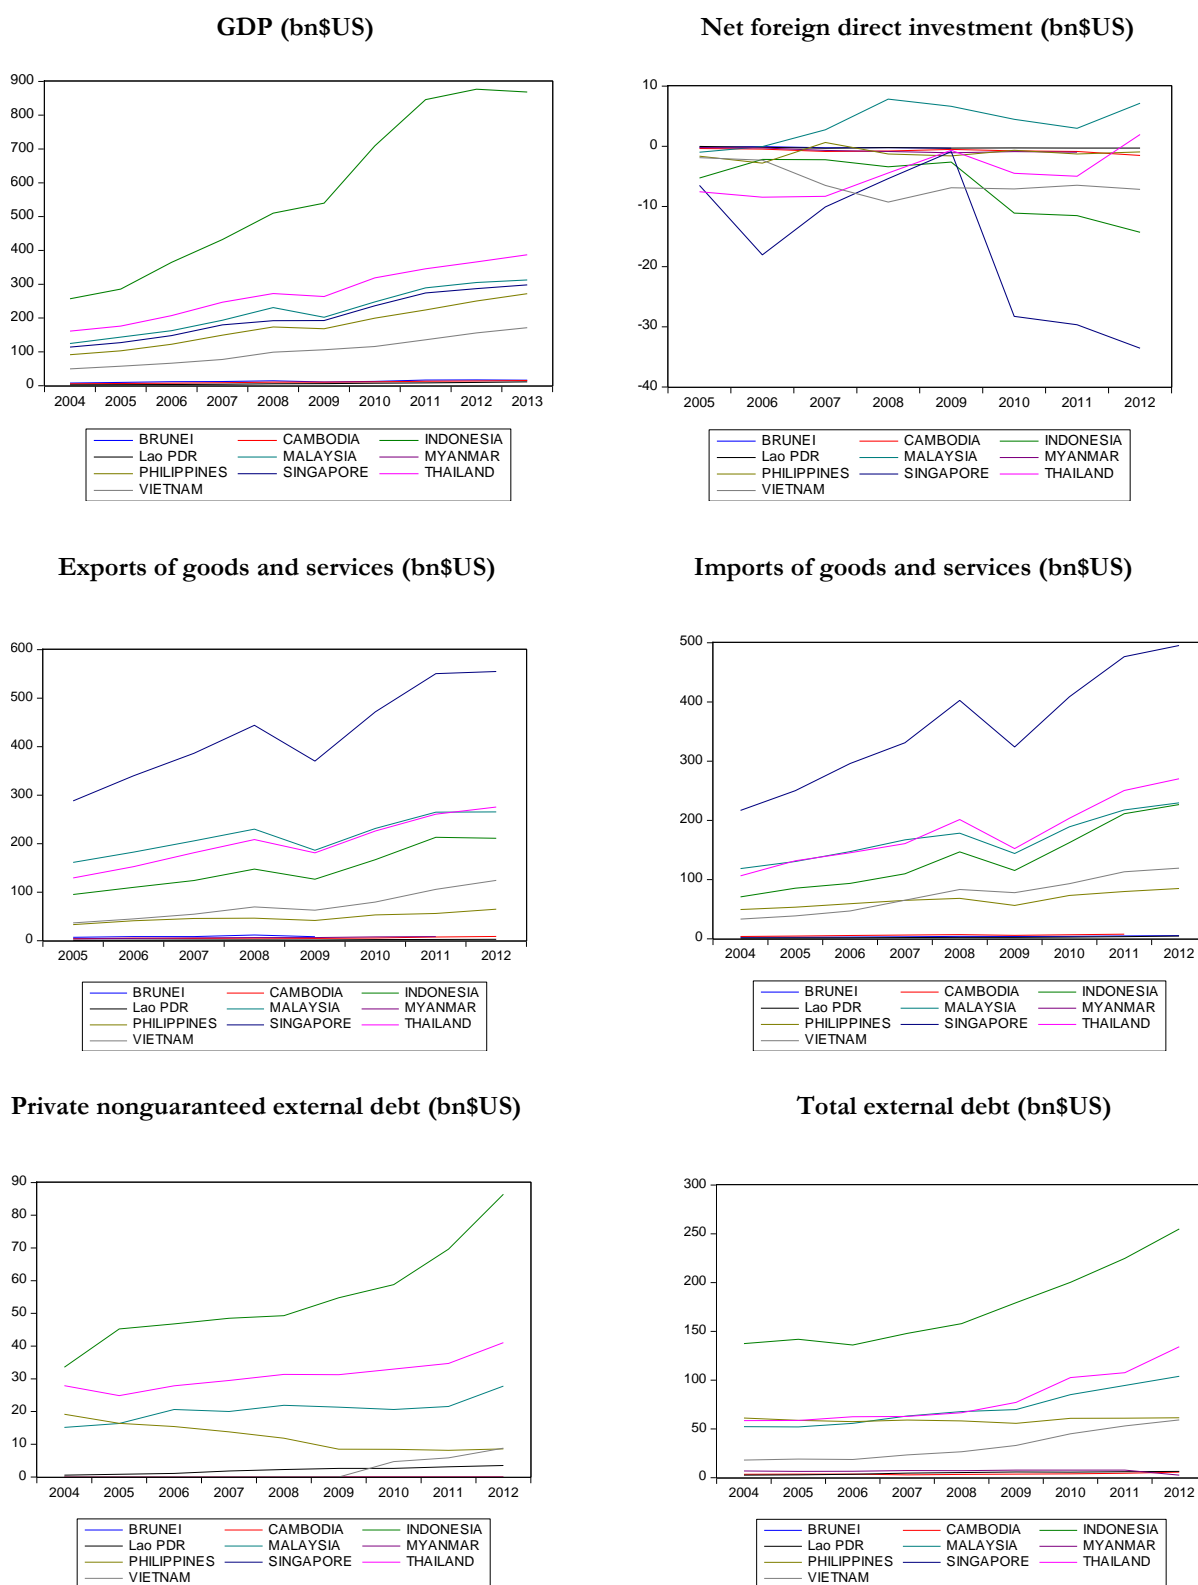 GDP (bn$US)
900
800
700
600
500
400
300
200
100
0
2004 2005 2006 2007 2008 2009 2010 2011 2012 2013
BRUNEI CAMBODIA INDONESIA
Lao PDR MALAYSIA MYANMAR
PHILIPPINES SINGAPORE THAILAND
VIETNAM
Net foreign direct investment (bn$US)
10
0
-10
-20
-30
-40
2005 2006 2007 2008 2009 2010 2011 2012
BRUNEI CAMBODIA INDONESIA
Lao PDR MALAYSIA MYANMAR
PHILIPPINES SINGAPORE THAILAND
VIETNAM
Exports of goods and services (bn$US)
600
500
400
300
200
100
0
2005 2006 2007 2008 2009 2010 2011 2012
BRUNEI CAMBODIA INDONESIA
Lao PDR MALAYSIA MYANMAR
PHILIPPINES SINGAPORE THAILAND
VIETNAM
Imports of goods and services (bn$US)
500
400
300
200
100
0
2004 2005 2006 2007 2008 2009 2010 2011 2012
BRUNEI CAMBODIA INDONESIA
Lao PDR MALAYSIA MYANMAR
PHILIPPINES SINGAPORE THAILAND
VIETNAM
Private nonguaranteed external debt (bn$US)
90
80
70
60
50
40
30
20
10
0
2004 2005 2006 2007 2008 2009 2010 2011 2012
BRUNEI CAMBODIA INDONESIA
Lao PDR MALAYSIA MYANMAR
PHILIPPINES SINGAPORE THAILAND
VIETNAM
Total external debt (bn$US)
300
250
200
150
100
50
0
2004 2005 2006 2007 2008 2009 2010 2011 2012
BRUNEI CAMBODIA INDONESIA
Lao PDR MALAYSIA MYANMAR
PHILIPPINES SINGAPORE THAILAND
VIETNAM